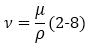 ν = μ/ρ (2-8)